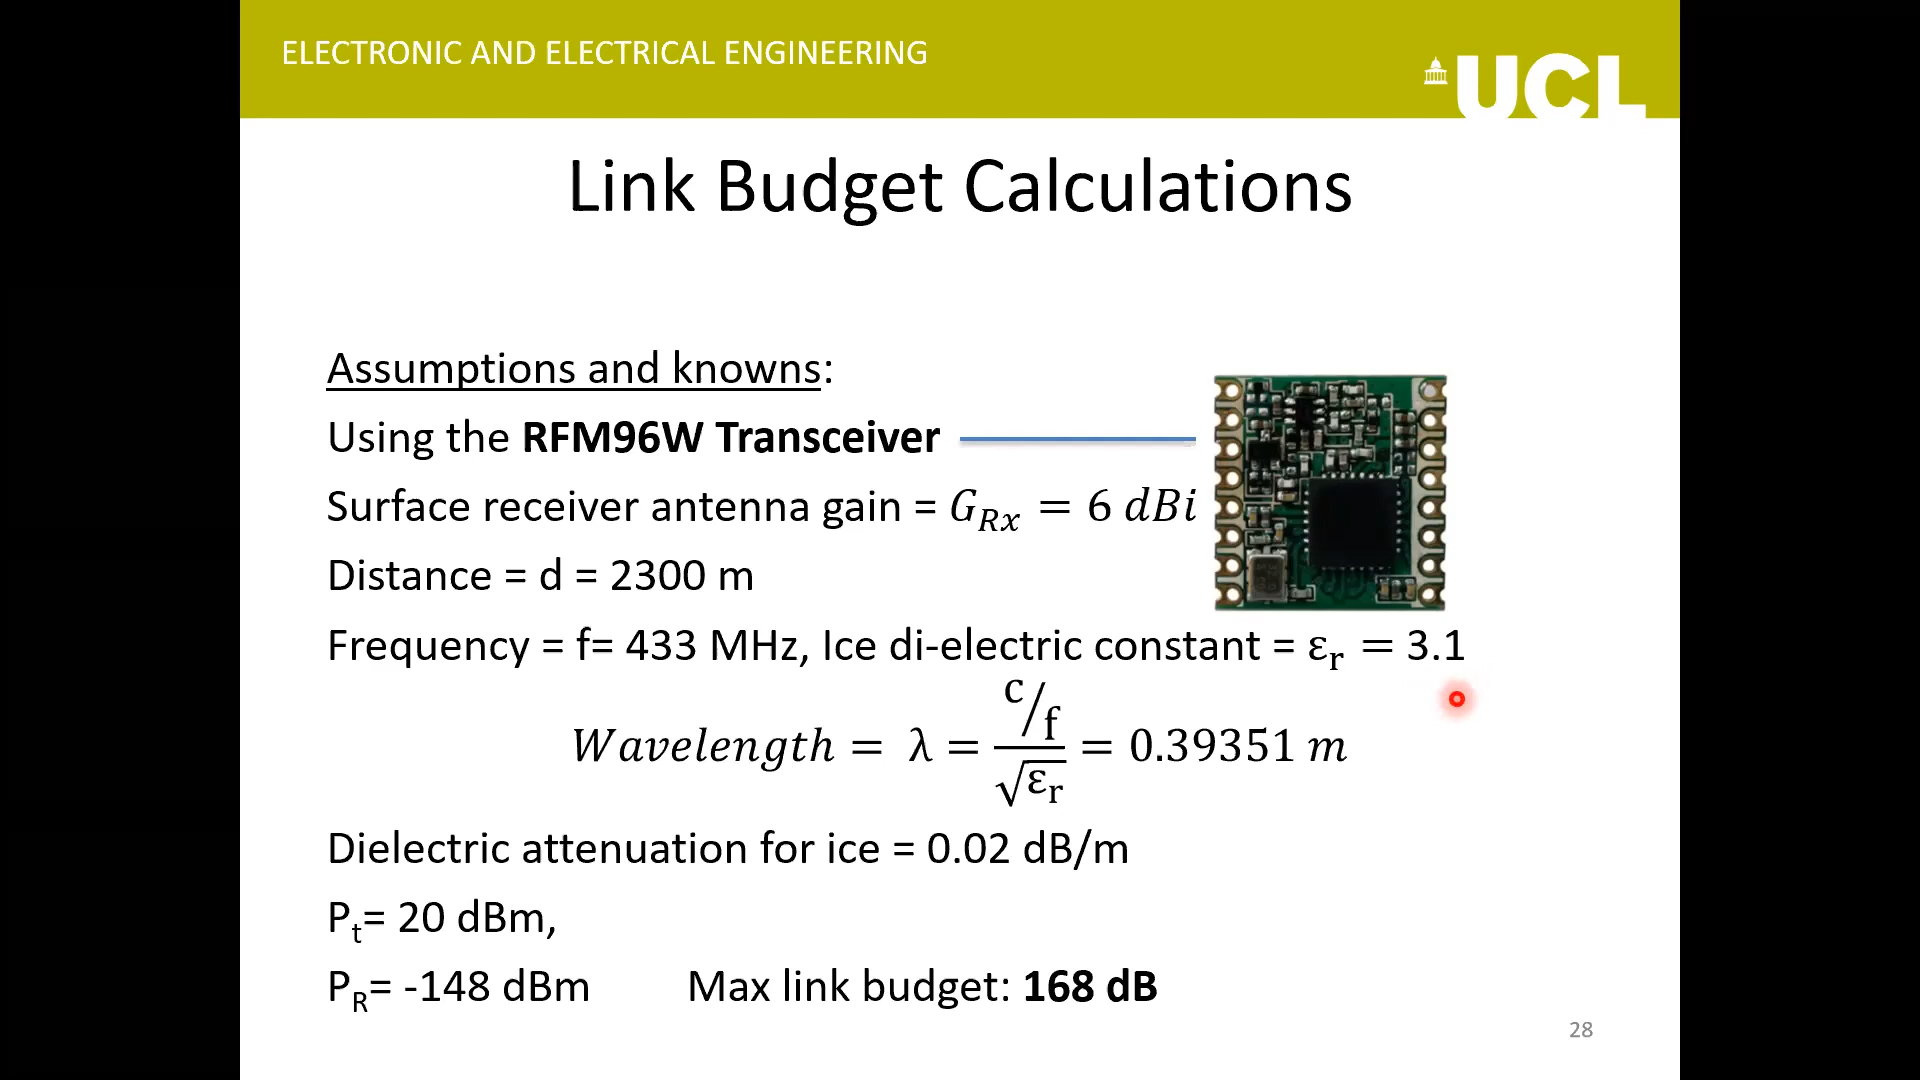 ELECTRONIC AND ELECTRICAL ENGINEERING
UCL
Link Budget Calculations
Assumptions and knowns:
Using the RFM96W Transceiver
Surface receiver antenna gain = G_{Rx} = 6 dBi
Distance = d = 2300 m
Frequency = f= 433 MHz, Ice di-electric constant = ε_r = 3.1
Wavelength = λ = (c/f)/√ε_r = 0.39351 m
Dielectric attenuation for ice = 0.02 dB/m
P_t= 20 dBm,
P_R= -148 dBm Max link budget: 168 dB
28